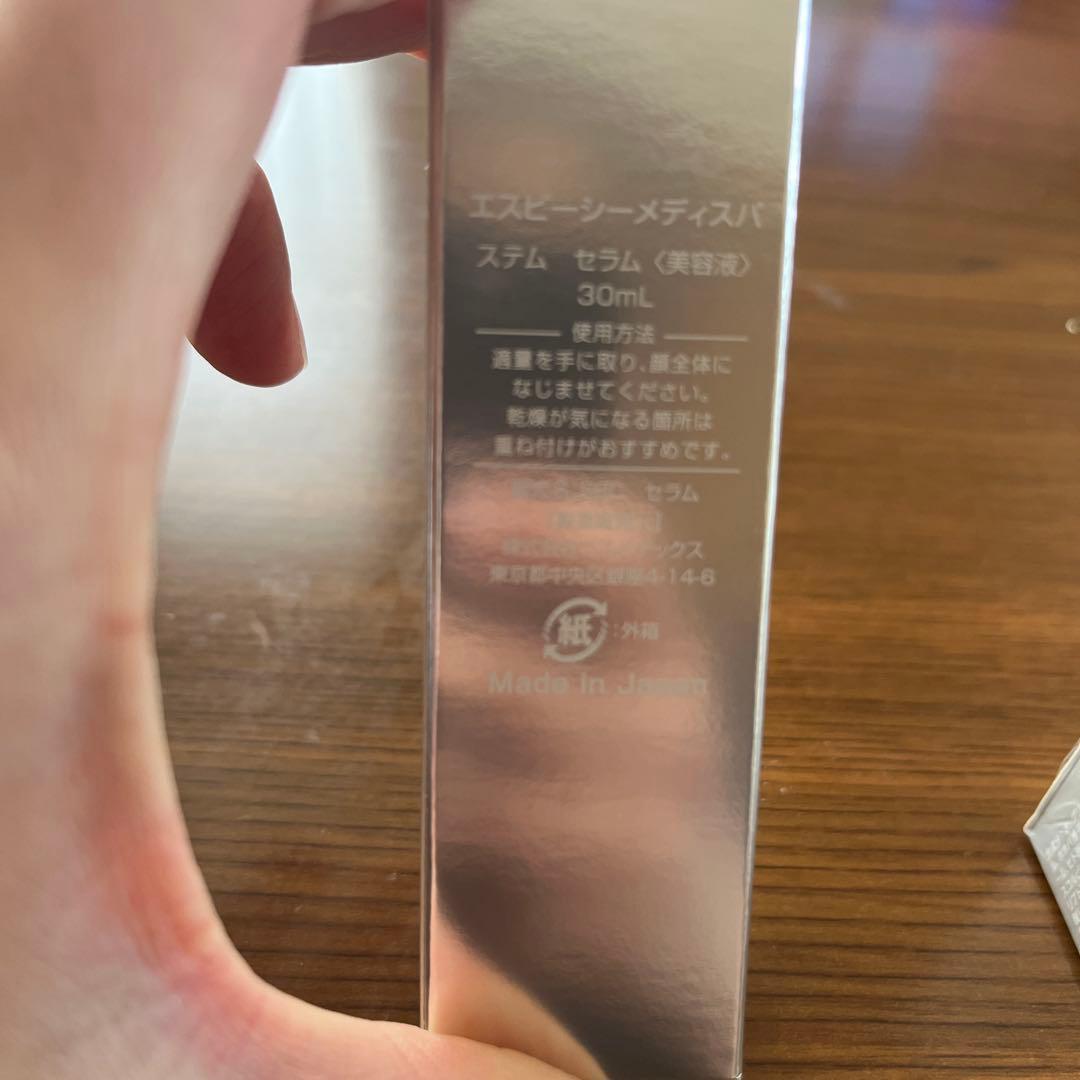 エスビーシーメディスパ
ステム　セラム〈美容液〉
30mL
使用方法
適量を手に取り、顔全体に
なじませてください。
乾燥が気になる箇所は
重ね付けがおすすめです。
セラム
ックス
東京都中央区銀座4-14-6
紙:外箱
Made in Japan